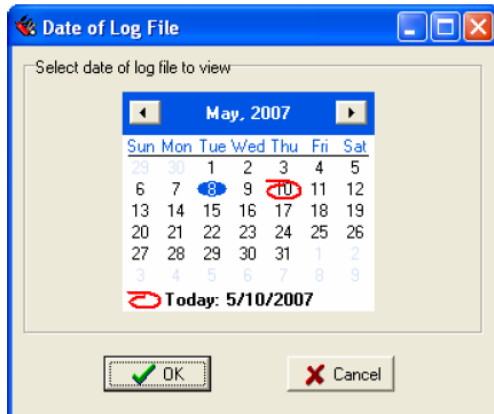 Date of Log File
Select date of log file to view
May, 2007
Sun Mon Tue Wed Thu Fri Sat
29 30 1 2 3 4 5
6 7 8 9 10 11 12
13 14 15 16 17 18 19
20 21 22 23 24 25 26
27 28 29 30 31 1 2
3 4 5 6 7 8 9
Today: 5/10/2007
OK Cancel